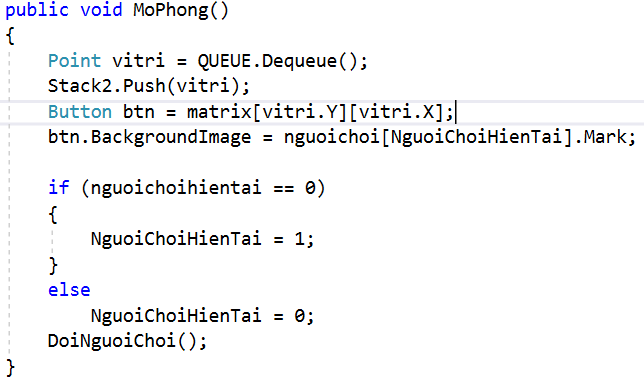 public void MoPhong()
{
Point vitri = QUEUE.Dequeue();
Stack2.Push(vitri);
Button btn = matrix[vitri.Y][vitri.X];
btn.BackgroundImage = nguoichoi[NguoiChoiHienTai].Mark;
if (nguoichoihientai == 0)
{
NguoiChoiHienTai = 1;
}
else
NguoiChoiHienTai = 0;
DoiNguoiChoi();
}